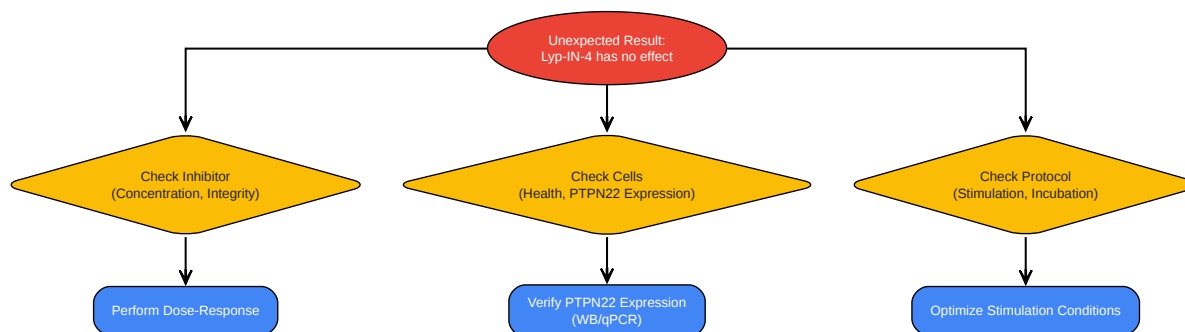 Unexpected Result:
Lyp-IN-4 has no effect
Check Inhibitor
(Concentration, Integrity)
Check Cells
(Health, PTPN22 Expression)
Check Protocol
(Stimulation, Incubation)
Perform Dose-Response
Verify PTPN22 Expression
(WB/qPCR)
Optimize Stimulation Conditions